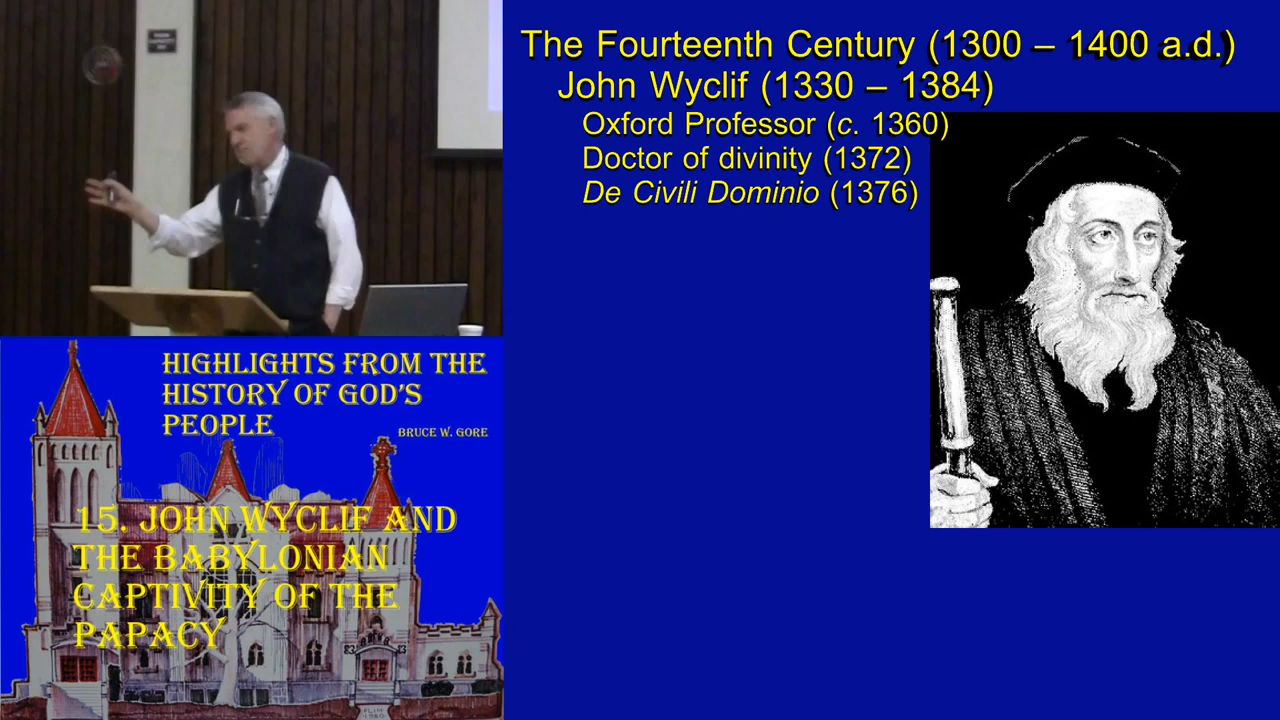 The Fourteenth Century (1300 – 1400 a.d.)
John Wyclif (1330 – 1384)
Oxford Professor (c. 1360)
Doctor of divinity (1372)
De Civili Dominio (1376)
HIGHLIGHTS FROM THE
HISTORY OF GOD'S
PEOPLE
BRUCE W. GORE
15. JOHN WYCLIF AND
THE BABYLONIAN
CAPTIVITY OF THE
PAPACY